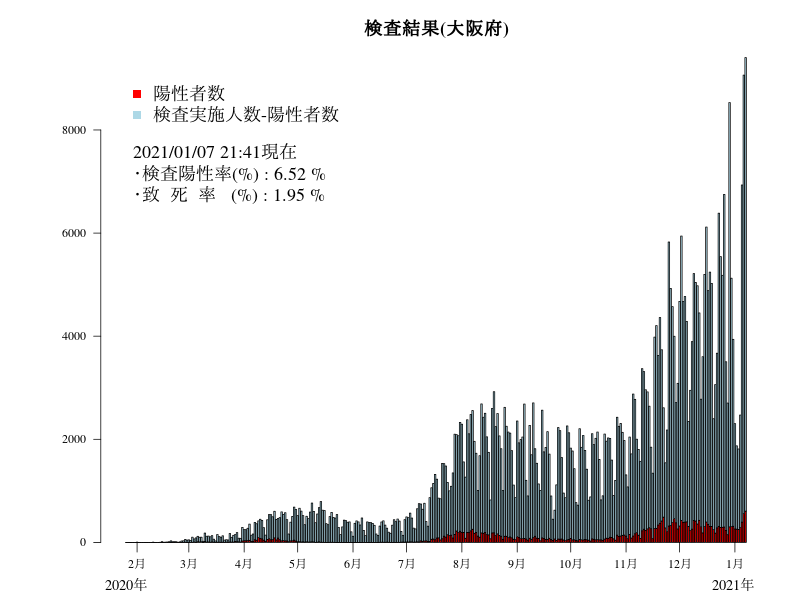 検査結果(大阪府)
陽性者数
検査実施人数-陽性者数
2021/01/07 21:41現在
・検査陽性率(%) : 6.52 %
・致 死 率 (%) : 1.95 %
8000
6000
4000
2000
0
2月 3月 4月 5月 6月 7月 8月 9月 10月 11月 12月 1月
2020年 2021年